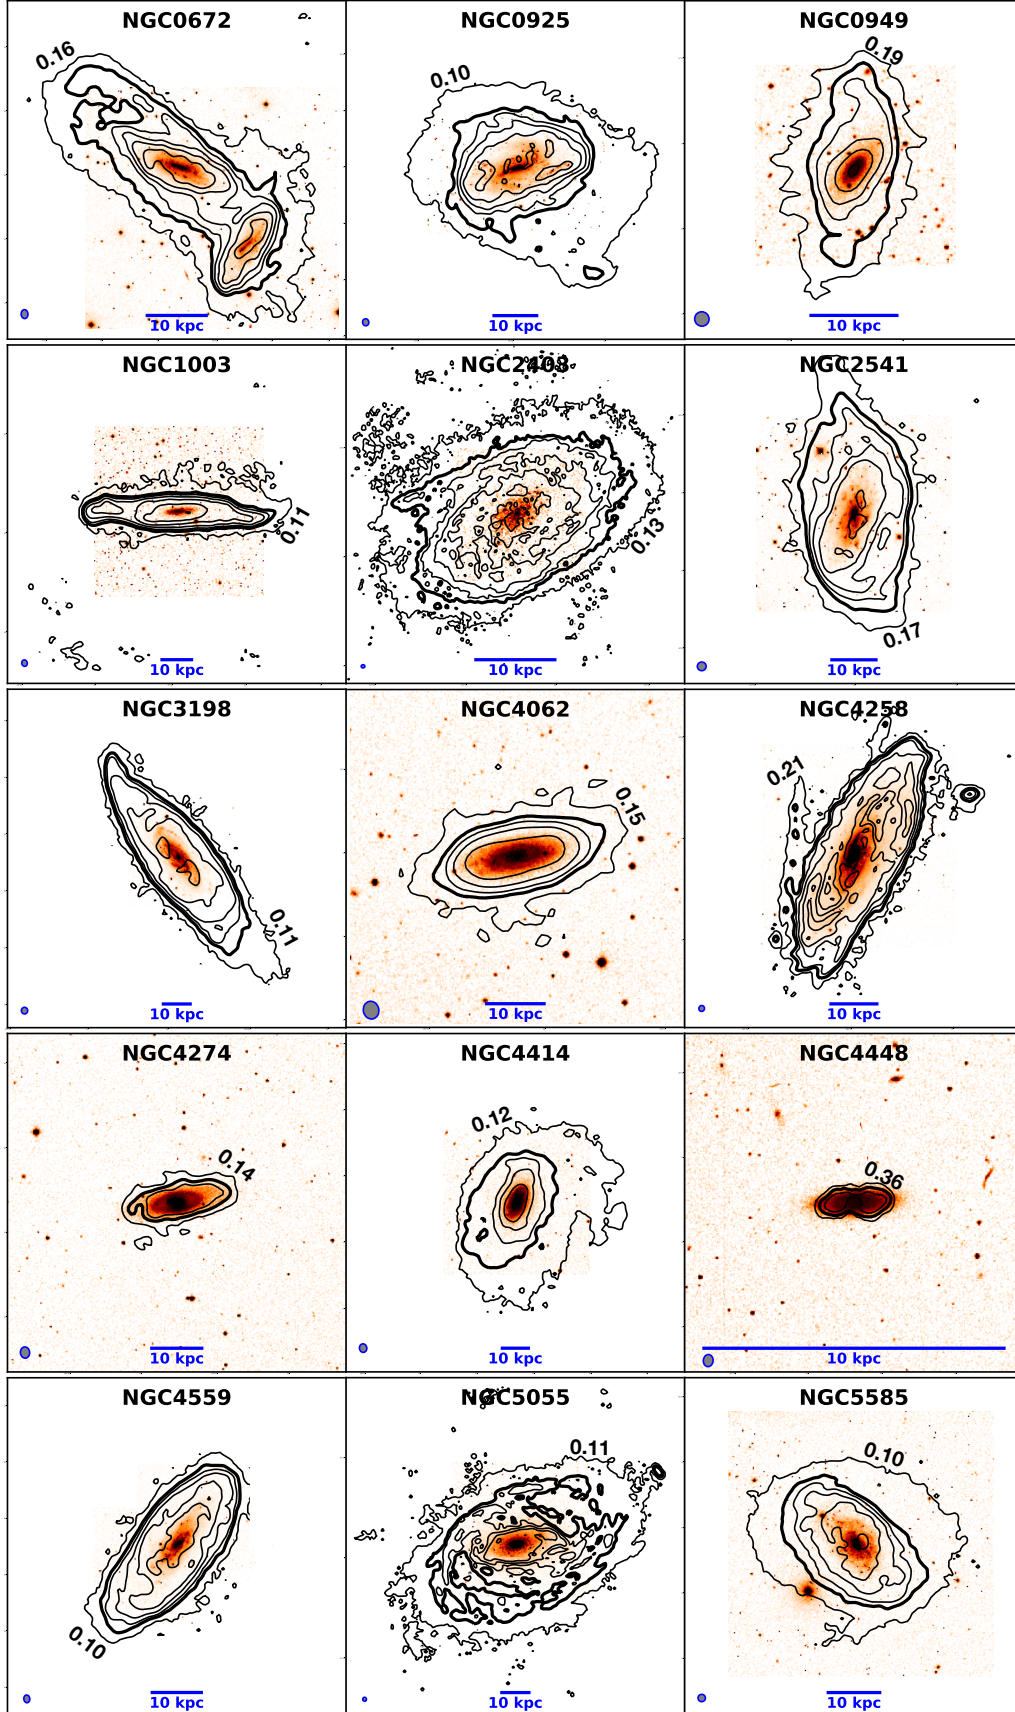 NGC0672
0.16
10 kpc
NGC0925
0.10
10 kpc
NGC0949
0.19
10 kpc
NGC1003
0.11
10 kpc
NGC2403
0.13
10 kpc
NGC2541
0.17
10 kpc
NGC3198
0.11
10 kpc
NGC4062
0.15
10 kpc
NGC4258
0.21
10 kpc
NGC4274
0.14
10 kpc
NGC4414
0.12
10 kpc
NGC4448
0.36
10 kpc
NGC4559
0.10
10 kpc
NGC5055
0.11
10 kpc
NGC5585
0.10
10 kpc